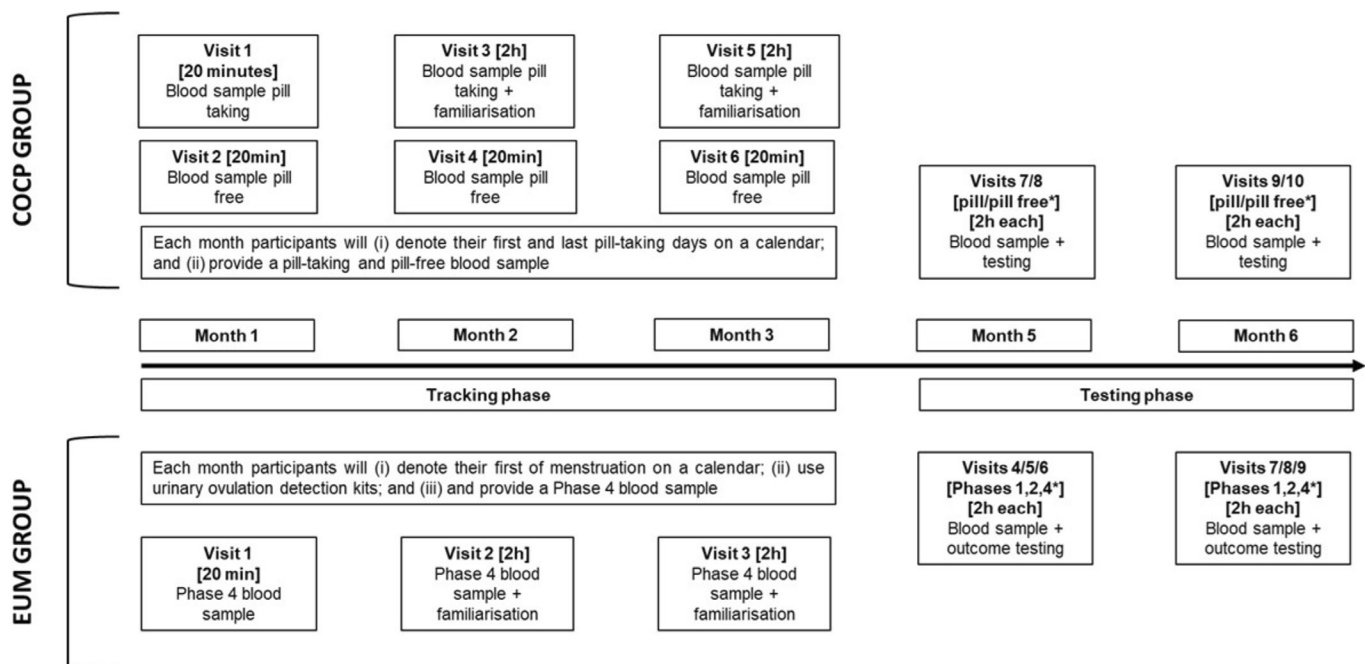 COCP GROUP
Visit 1
[20 minutes]
Blood sample pill
taking
Visit 3 [2h]
Blood sample pill
taking +
familiarisation
Visit 5 [2h]
Blood sample pill
taking +
familiarisation
Visit 2 [20min]
Blood sample pill
free
Visit 4 [20min]
Blood sample pill
free
Visit 6 [20min]
Blood sample pill
free
Visits 7/8
[pill/pill free*]
[2h each]
Blood sample +
testing
Visits 9/10
[pill/pill free*]
[2h each]
Blood sample +
testing
Each month participants will (i) denote their first and last pill-taking days on a calendar;
and (ii) provide a pill-taking and pill-free blood sample
Month 1
Month 2
Month 3
Month 5
Month 6
Tracking phase
Testing phase
EUM GROUP
Each month participants will (i) denote their first of menstruation on a calendar; (ii) use
urinary ovulation detection kits; and (iii) and provide a Phase 4 blood sample
Visits 4/5/6
[Phases 1,2,4*]
[2h each]
Blood sample +
outcome testing
Visits 7/8/9
[Phases 1,2,4*]
[2h each]
Blood sample +
outcome testing
Visit 1
[20 min]
Phase 4 blood
sample
Visit 2 [2h]
Phase 4 blood
sample +
familiarisation
Visit 3 [2h]
Phase 4 blood
sample +
familiarisation